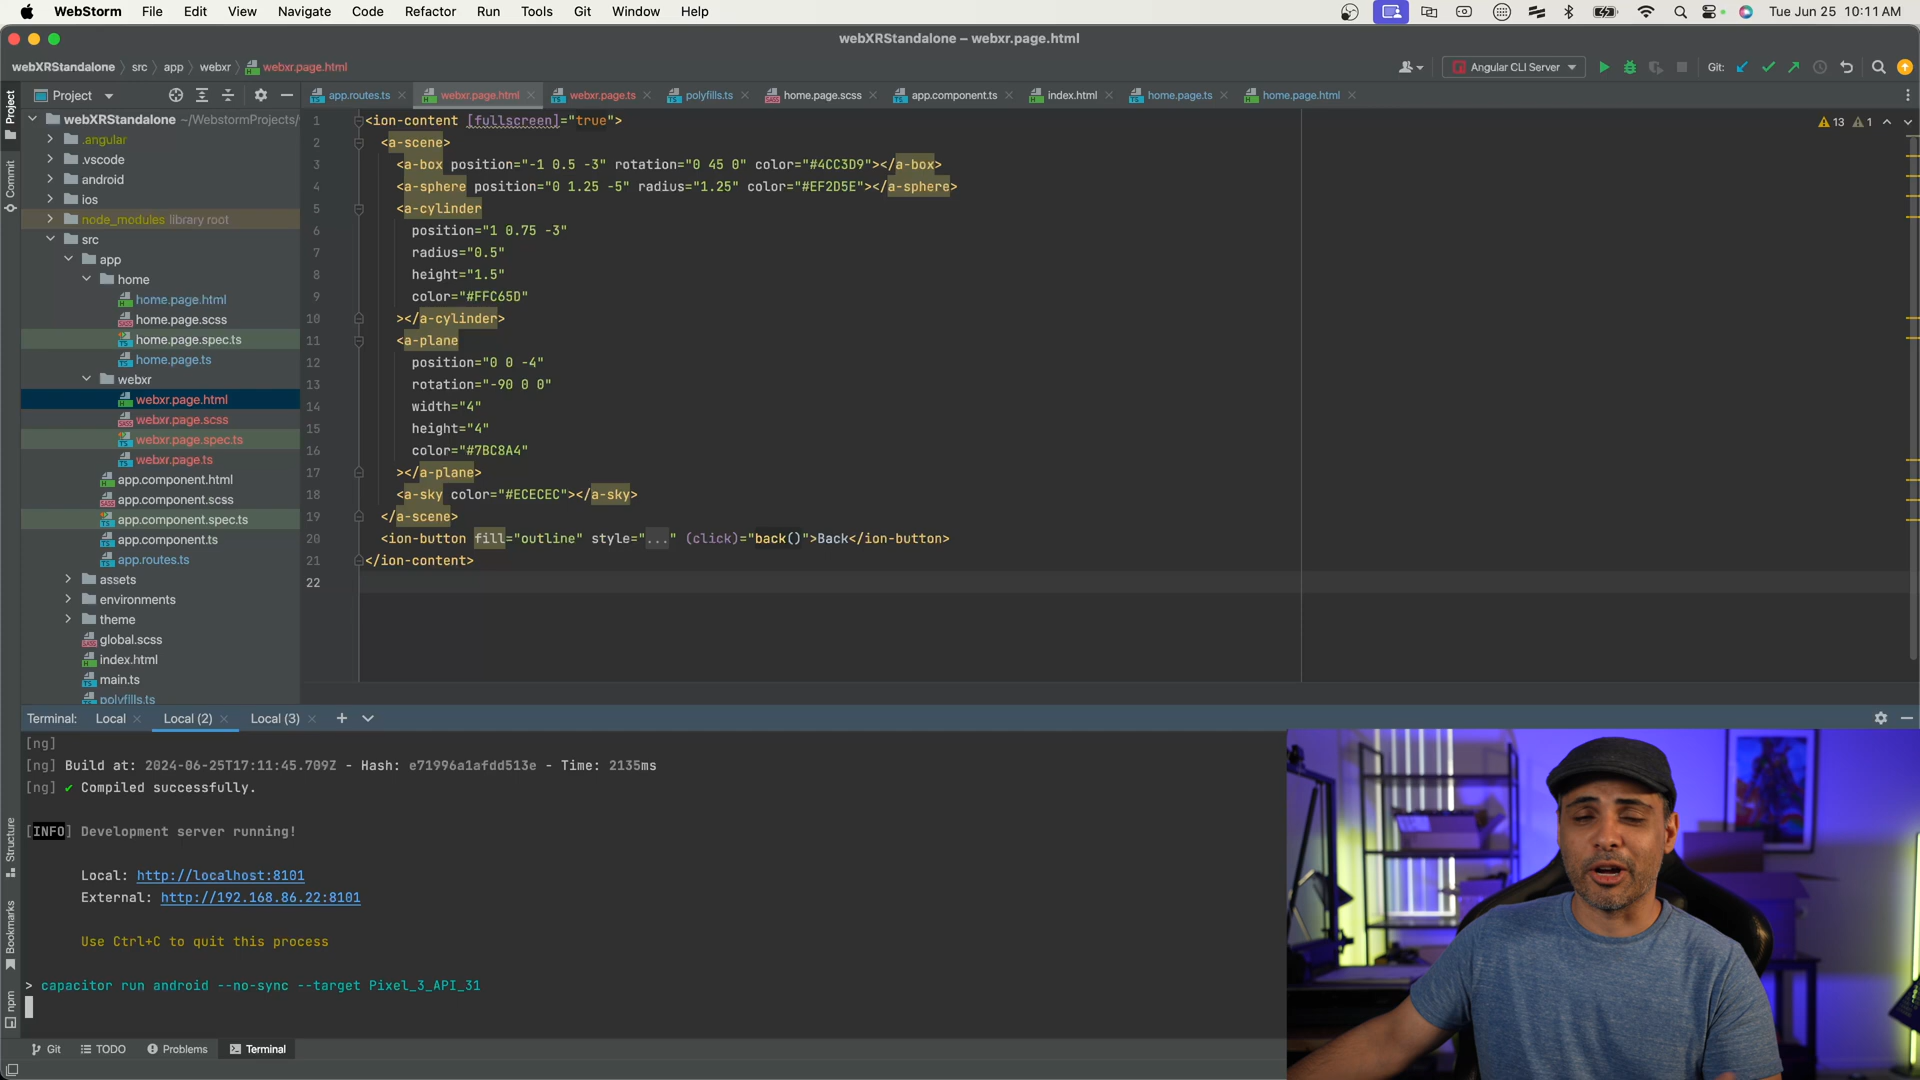 WebStorm File Edit View Navigate Code Refactor Run Tools Git Window Help Tue Jun 25 10:11 AM
webXRStandalone – webxr.page.html
webXRStandalone src app webxr webxr.page.html
Angular CLI Server
Git:
Project
Project
app.routes.ts webxr.page.html webxr.page.ts polyfills.ts home.page.scss app.component.ts index.html home.page.ts home.page.html
webXRStandalone ~/WebstormProjects/
.angular
.vscode
android
ios
node_modules library root
src
app
home
home.page.html
home.page.scss
home.page.spec.ts
home.page.ts
webxr
webxr.page.html
webxr.page.scss
webxr.page.spec.ts
webxr.page.ts
app.component.html
app.component.scss
app.component.spec.ts
app.component.ts
app.routes.ts
assets
environments
theme
global.scss
index.html
main.ts
polyfills.ts
Commit
1 <ion-content [fullscreen]="true">
2 <a-scene>
3 <a-box position="-1 0.5 -3" rotation="0 45 0" color="#4CC3D9"></a-box>
4 <a-sphere position="0 1.25 -5" radius="1.25" color="#EF2D5E"></a-sphere>
5 <a-cylinder
6 position="1 0.75 -3"
7 radius="0.5"
8 height="1.5"
9 color="#FFC65D"
10 ></a-cylinder>
11 <a-plane
12 position="0 0 -4"
13 rotation="-90 0 0"
14 width="4"
15 height="4"
16 color="#7BC8A4"
17 ></a-plane>
18 <a-sky color="#ECECEC"></a-sky>
19 </a-scene>
20 <ion-button fill="outline" style="..." (click)="back()">Back</ion-button>
21 </ion-content>
22
13 1
Terminal: Local Local (2) Local (3)
[ng]
[ng] Build at: 2024-06-25T17:11:45.709Z - Hash: e71996a1afdd513e - Time: 2135ms
[ng] ✔ Compiled successfully.
[INFO] Development server running!
Local: http://localhost:8101
External: http://192.168.86.22:8101
Use Ctrl+C to quit this process
> capacitor run android --no-sync --target Pixel_3_API_31
Structure
Bookmarks
npm
Git TODO Problems Terminal